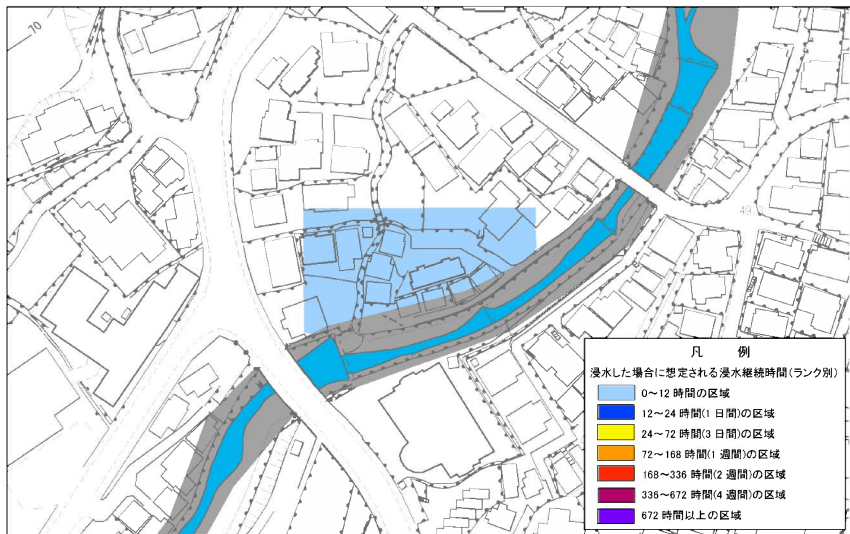 70
凡 例
浸水した場合に想定される浸水継続時間(ランク別)
0～12 時間の区域
12～24 時間(1 日間)の区域
24～72 時間(3 日間)の区域
72～168 時間(1 週間)の区域
168～336 時間(2 週間)の区域
336～672 時間(4 週間)の区域
672 時間以上の区域